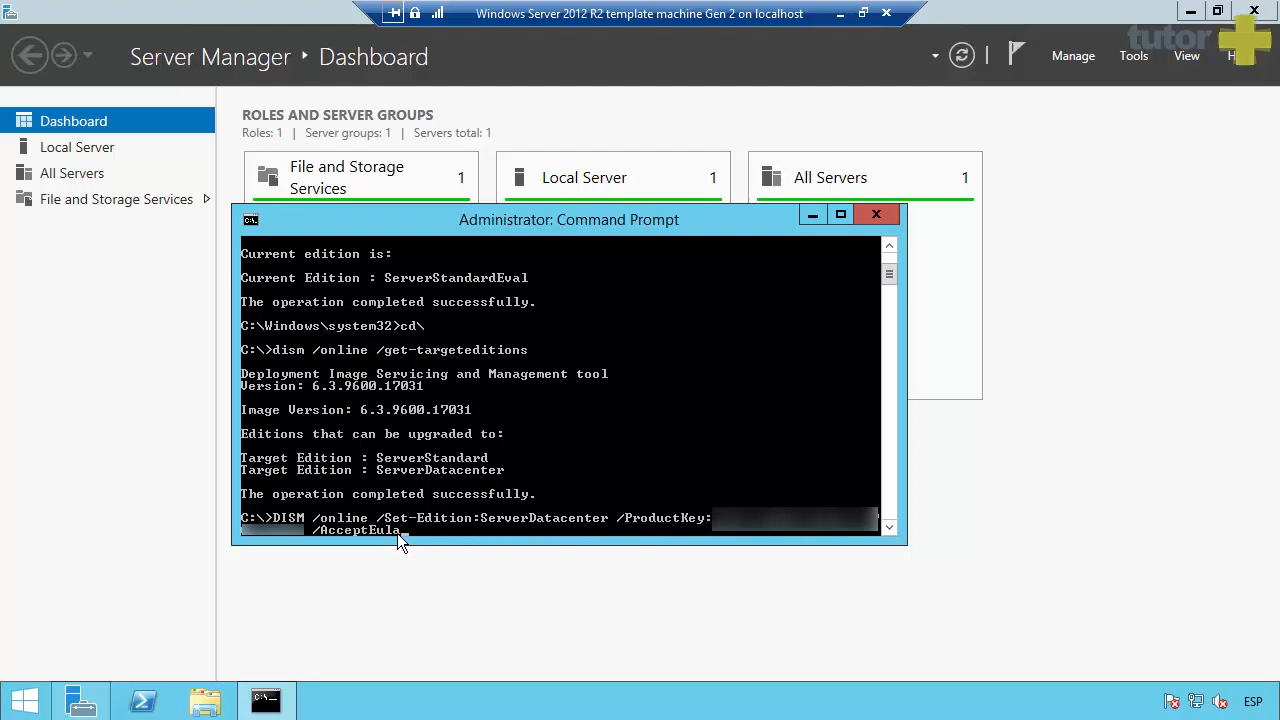 Windows Server 2012 R2 template machine Gen 2 on localhost
tutor
Server Manager ‣ Dashboard
Manage Tools View
Dashboard
Local Server
All Servers
File and Storage Services
ROLES AND SERVER GROUPS
Roles: 1 | Server groups: 1 | Servers total: 1
File and Storage Services 1
Local Server 1
All Servers 1
Administrator: Command Prompt
Current edition is:
Current Edition : ServerStandardEval
The operation completed successfully.
C:\Windows\system32>cd\
C:\>dism /online /get-targeteditions
Deployment Image Servicing and Management tool
Version: 6.3.9600.17031
Image Version: 6.3.9600.17031
Editions that can be upgraded to:
Target Edition : ServerStandard
Target Edition : ServerDatacenter
The operation completed successfully.
C:\>DISM /online /Set-Edition:ServerDatacenter /ProductKey:
/AcceptEula
ESP